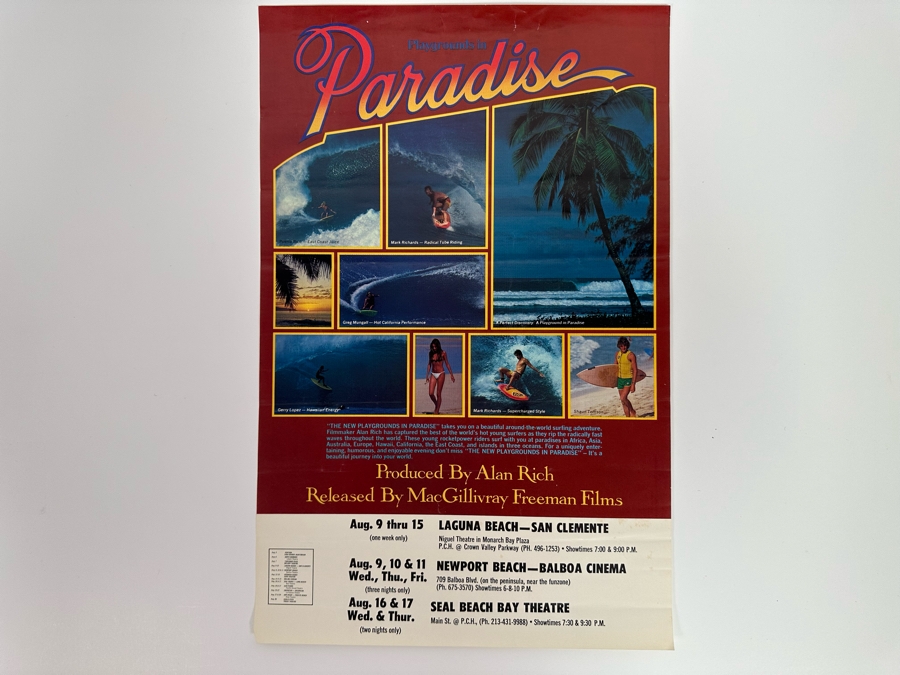 Playgrounds in
Paradise
East Coast Juice
Mark Richards — Radical Tube Riding
Greg Mungall — Hot California Performance
A Perfect Discovery: A Playground in Paradise
Gerry Lopez — Hawaiian Energy
Mark Richards — Supercharged Style
Shaun
"THE NEW PLAYGROUNDS IN PARADISE" takes you on a beautiful around-the-world surfing adventure.
Filmmaker Alan Rich has captured the best of the world's hot young surfers as they rip the radically fast
waves throughout the world. These young rocketpower riders surf with you at paradises in Africa, Asia,
Australia, Europe, Hawaii, California, the East Coast, and islands in three oceans. For a uniquely enter-
taining, humorous, and enjoyable evening don't miss "THE NEW PLAYGROUNDS IN PARADISE" – It's a
beautiful journey into your world.
Produced By Alan Rich
Released By MacGillivray Freeman Films
Aug. 9 thru 15
(one week only)
LAGUNA BEACH—SAN CLEMENTE
Niguel Theatre in Monarch Bay Plaza
P.C.H. @ Crown Valley Parkway (PH. 496-1253) • Showtimes 7:00 & 9:00 P.M.
Aug. 9, 10 & 11
Wed., Thu., Fri.
(three nights only)
NEWPORT BEACH—BALBOA CINEMA
709 Balboa Blvd. (on the peninsula, near the funzone)
(Ph. 675-3570) Showtimes 6-8-10 P.M.
Aug. 16 & 17
Wed. & Thur.
(two nights only)
SEAL BEACH BAY THEATRE
Main St. @ P.C.H., (Ph. 213-431-9988) • Showtimes 7:30 & 9:30 P.M.